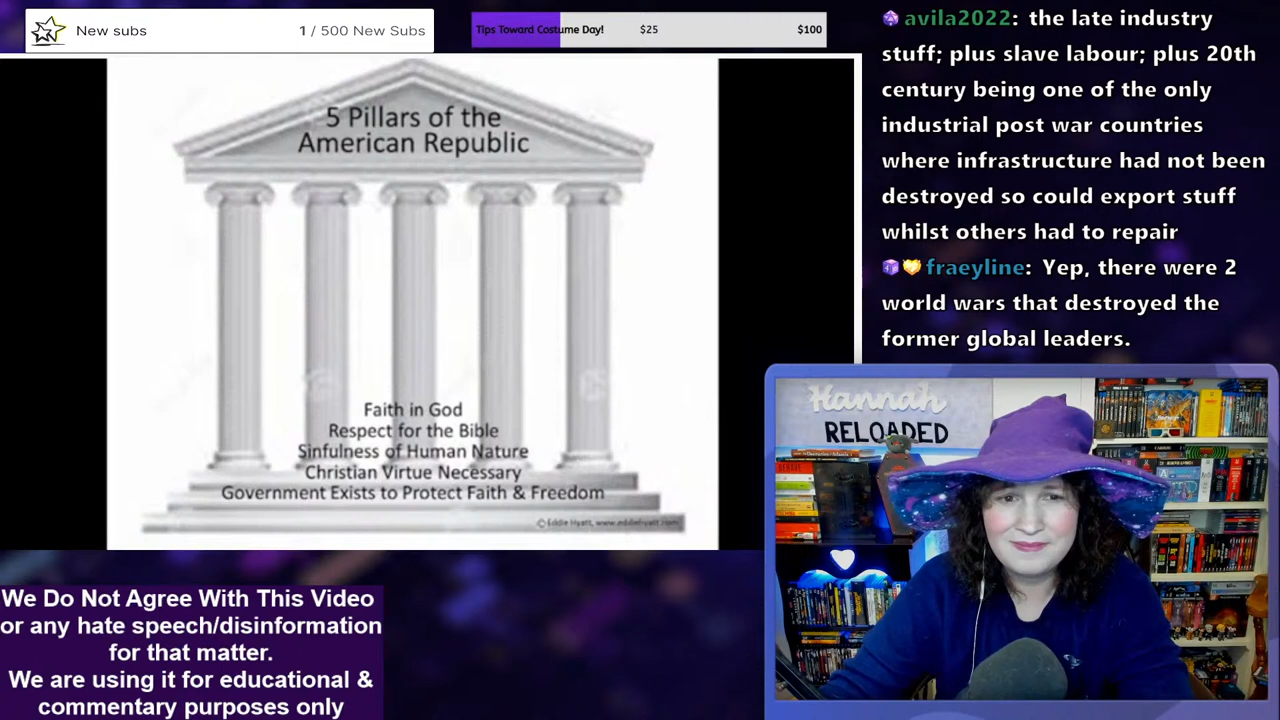 New subs
1 / 500 New Subs
Tips Toward Costume Day!
$25
$100
5 Pillars of the
American Republic
Faith in God
Respect for the Bible
Sinfulness of Human Nature
Christian Virtue Necessary
Government Exists to Protect Faith & Freedom
© Eddie Hyatt, www.eddiehyatt.com
avila2022: the late industry
stuff; plus slave labour; plus 20th
century being one of the only
industrial post war countries
where infrastructure had not been
destroyed so could export stuff
whilst others had to repair
fraeyline: Yep, there were 2
world wars that destroyed the
former global leaders.
Hannah
RELOADED
We Do Not Agree With This Video
or any hate speech/disinformation
for that matter.
We are using it for educational &
commentary purposes only